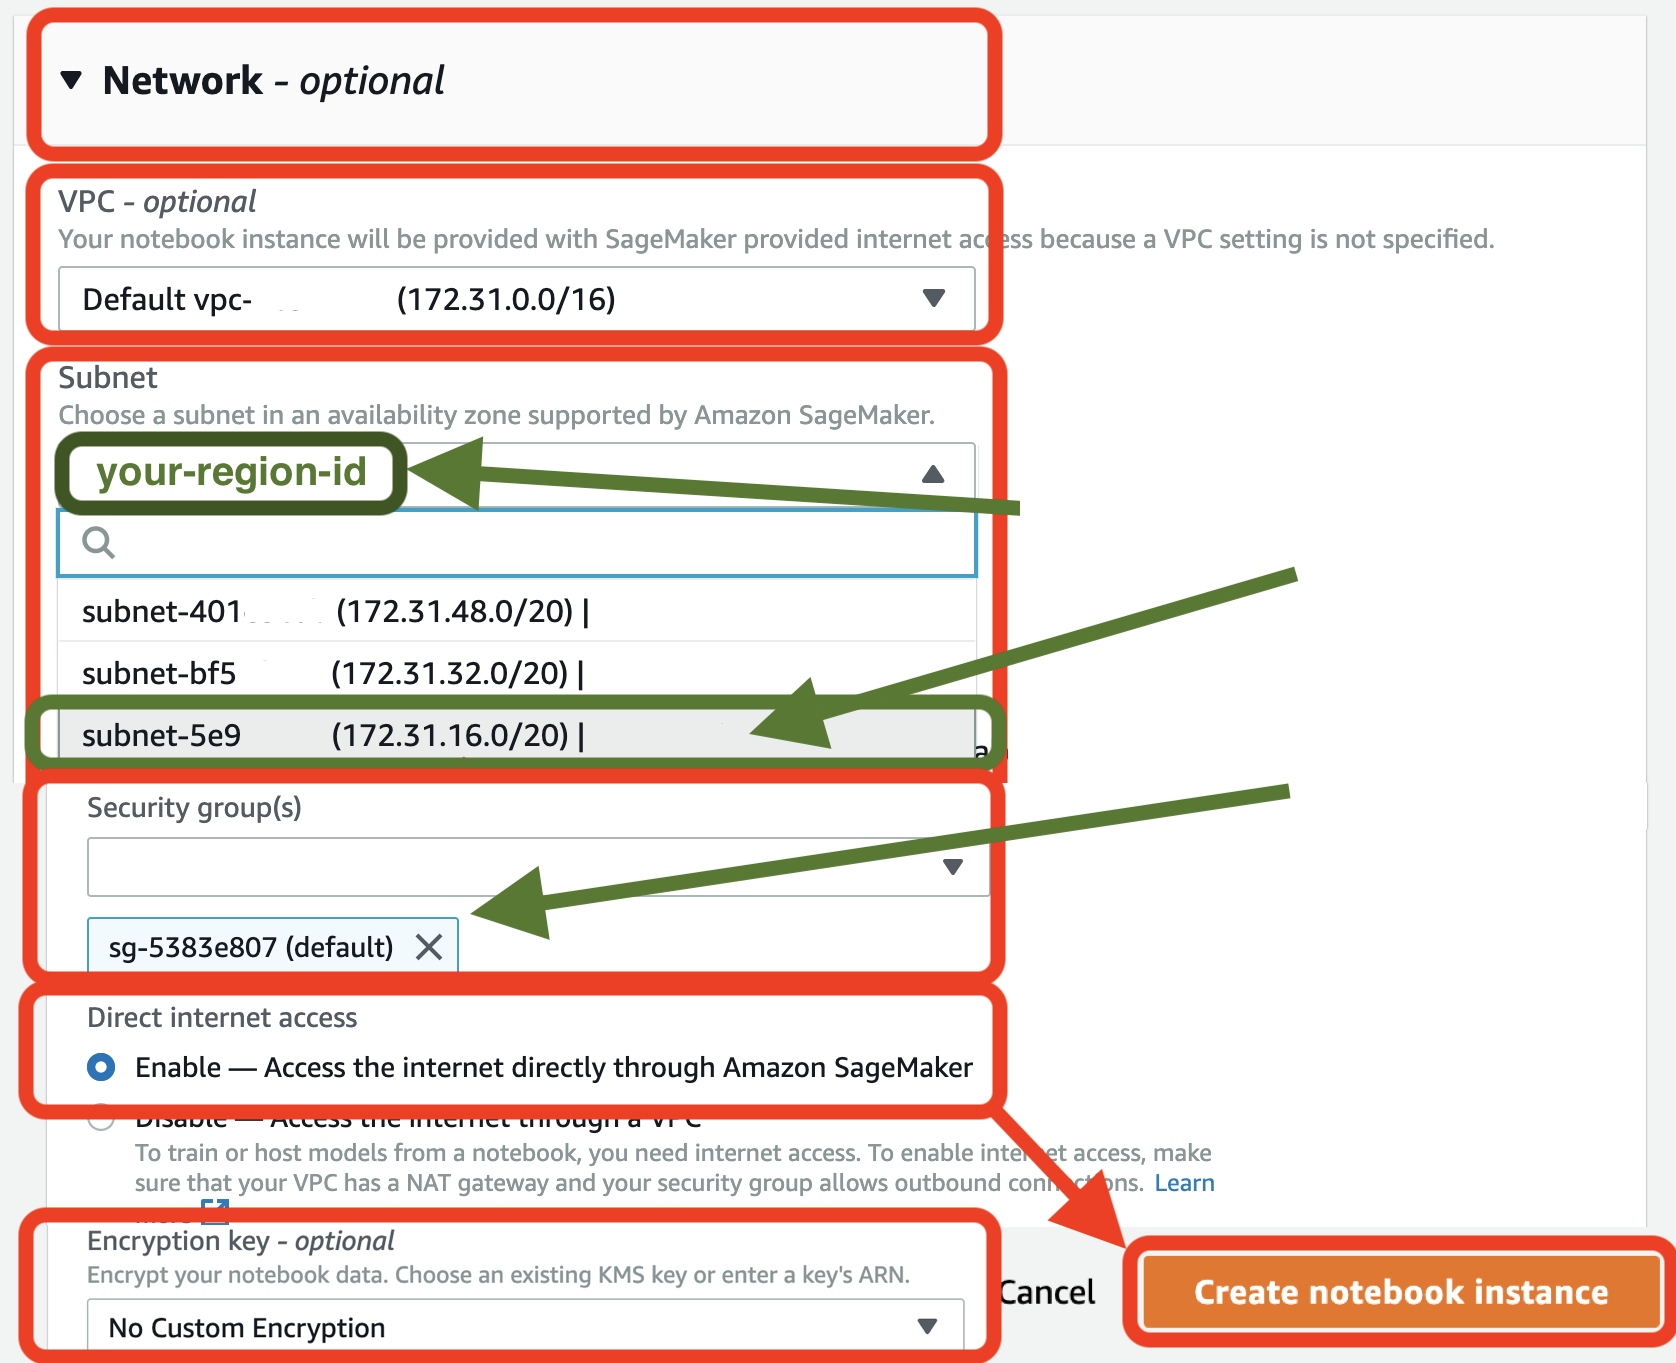 Network - optional
VPC - optional
Your notebook instance will be provided with SageMaker provided internet access because a VPC setting is not specified.
Default vpc- (172.31.0.0/16)
Subnet
Choose a subnet in an availability zone supported by Amazon SageMaker.
your-region-id
subnet-401 (172.31.48.0/20) |
subnet-bf5 (172.31.32.0/20) |
subnet-5e9 (172.31.16.0/20) |
Security group(s)
sg-5383e807 (default)
Direct internet access
Enable — Access the internet directly through Amazon SageMaker
Disable — Access the internet through a VPC
To train or host models from a notebook, you need internet access. To enable internet access, make
sure that your VPC has a NAT gateway and your security group allows outbound connections. Learn
Encryption key - optional
Encrypt your notebook data. Choose an existing KMS key or enter a key's ARN.
No Custom Encryption
Cancel
Create notebook instance